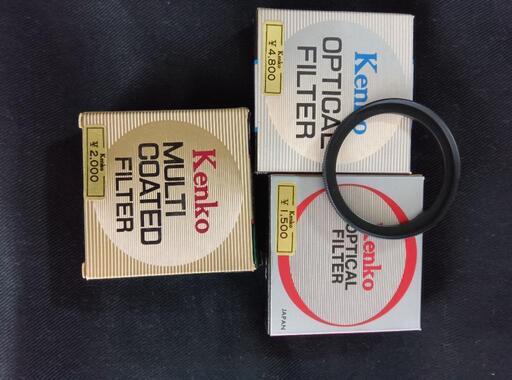 Kenko
¥2,000
Kenko
MULTI
COATED
FILTER
Kenko
¥4,800
Kenko
OPTICAL
FILTER
Kenko
¥1,500
Kenko
OPTICAL
FILTER
JAPAN